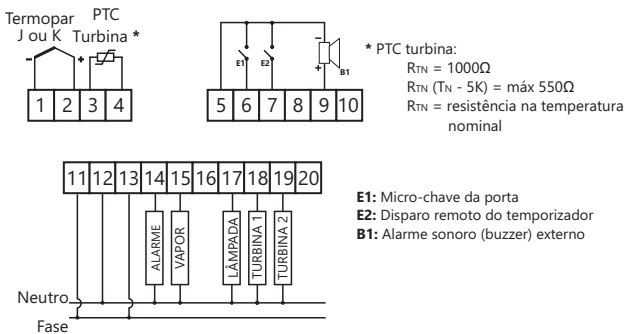 Termopar
J ou K
PTC
Turbina *
- + 
1 2 3 4
E1 E2 - + B1
5 6 7 8 9 10
* PTC turbina:
RTN = 1000Ω
RTN (TN - 5K) = máx 550Ω
RTN = resistência na temperatura
nominal
11 12 13 14 15 16 17 18 19 20
ALARME
VAPOR
LÂMPADA
TURBINA 1
TURBINA 2
Neutro
Fase
E1: Micro-chave da porta
E2: Disparo remoto do temporizador
B1: Alarme sonoro (buzzer) externo